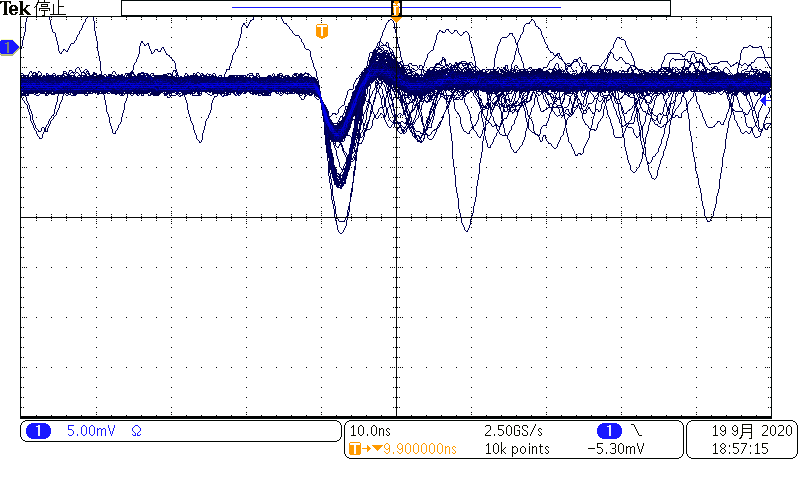 Tek 停止
T
1
1 5.00mV Ω
10.0ns 2.50GS/s 1
T→▼9.900000ns 10k points −5.30mV
19 9月 2020
18:57:15